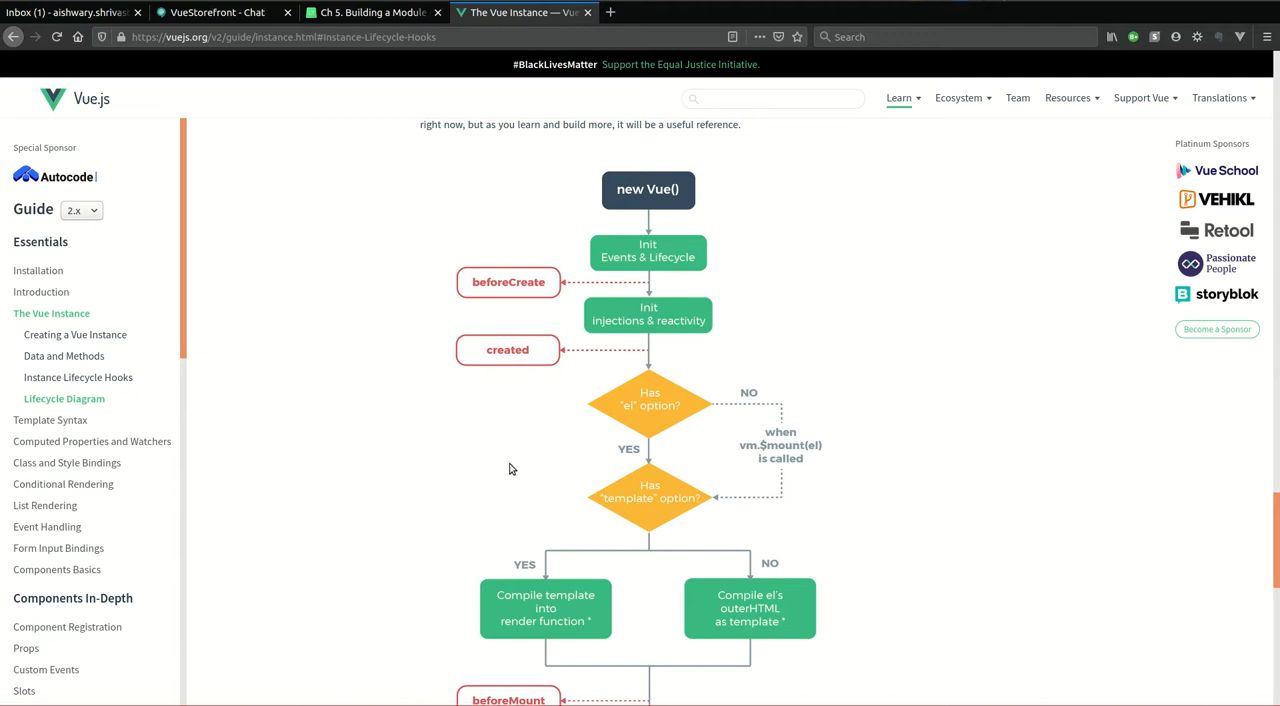 Inbox (1) - aishwary.shrivas
VueStorefront - Chat
Ch 5. Building a Module
The Vue Instance — Vue
https://vuejs.org/v2/guide/instance.html#Instance-Lifecycle-Hooks
Search
#BlackLivesMatter Support the Equal Justice Initiative.
Vue.js
Learn
Ecosystem
Team
Resources
Support Vue
Translations
Special Sponsor
Autocode
Guide
2.x
Essentials
Installation
Introduction
The Vue Instance
Creating a Vue Instance
Data and Methods
Instance Lifecycle Hooks
Lifecycle Diagram
Template Syntax
Computed Properties and Watchers
Class and Style Bindings
Conditional Rendering
List Rendering
Event Handling
Form Input Bindings
Components Basics
Components In-Depth
Component Registration
Props
Custom Events
Slots
right now, but as you learn and build more, it will be a useful reference.
new Vue()
Init
Events & Lifecycle
beforeCreate
Init
injections & reactivity
created
Has
"el" option?
NO
when
vm.$mount(el)
is called
YES
Has
"template" option?
YES
NO
Compile template
into
render function *
Compile el's
outerHTML
as template *
beforeMount
Platinum Sponsors
Vue School
VEHIKL
Retool
Passionate
People
storyblok
Become a Sponsor